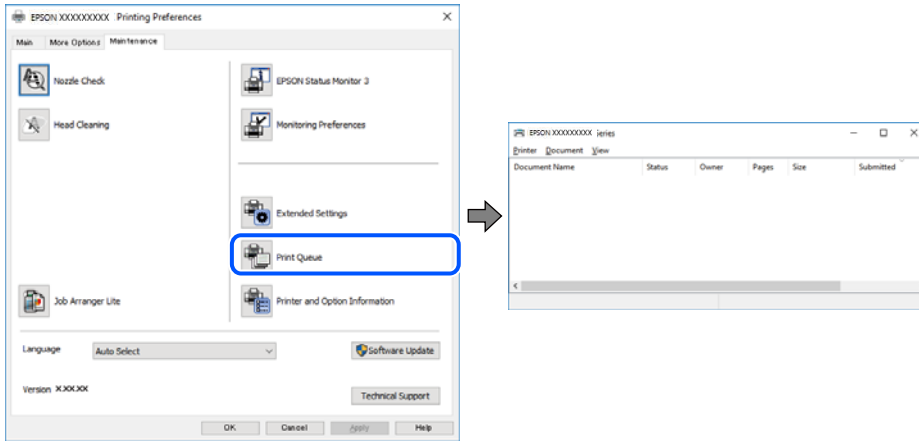 EPSON XXXXXXXXX Printing Preferences
Main More Options Maintenance
Nozzle Check
EPSON Status Monitor 3
Head Cleaning
Monitoring Preferences
Extended Settings
Print Queue
Job Arranger Lite
Printer and Option Information
Language Auto Select
Software Update
Version X.XX.XX
Technical Support
OK Cancel Apply Help
EPSON XXXXXXXXX ieries
Printer Document View
Document Name Status Owner Pages Size Submitted